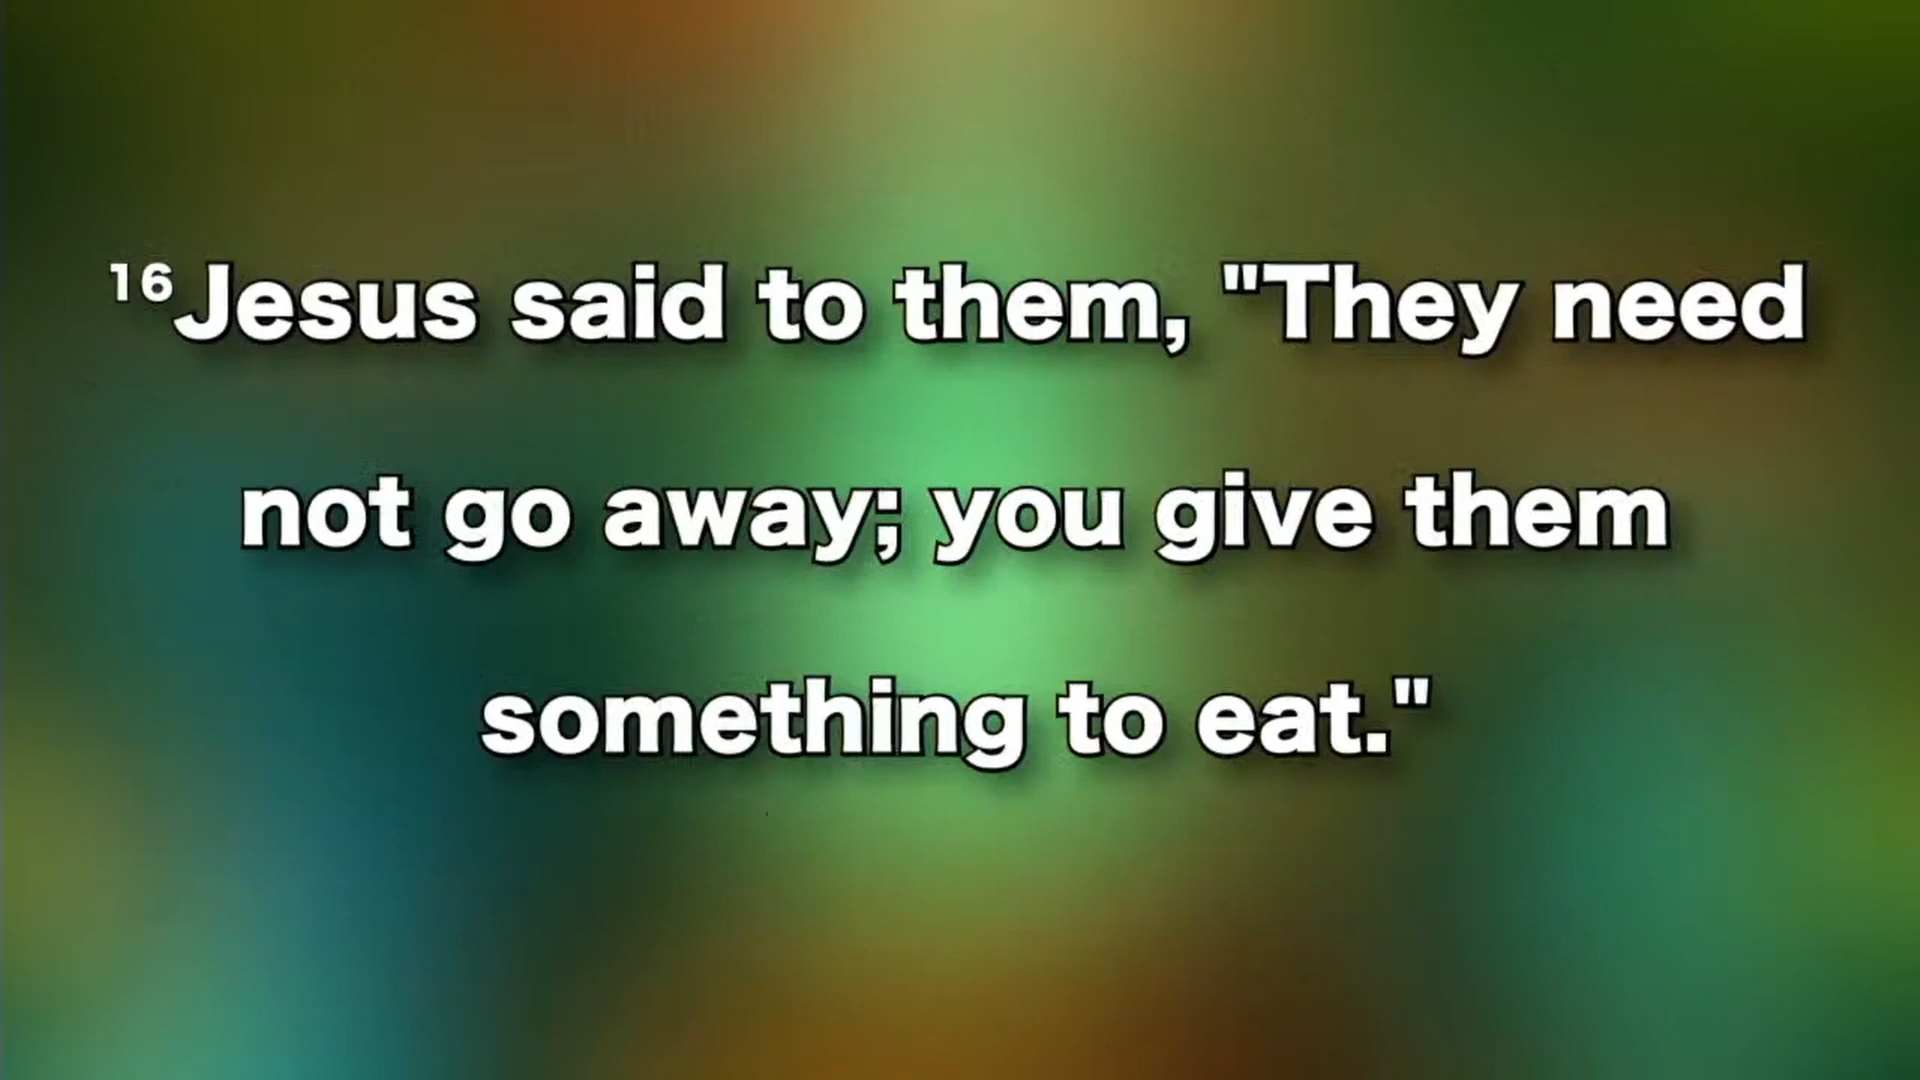 ¹⁶Jesus said to them, "They need
not go away; you give them
something to eat."